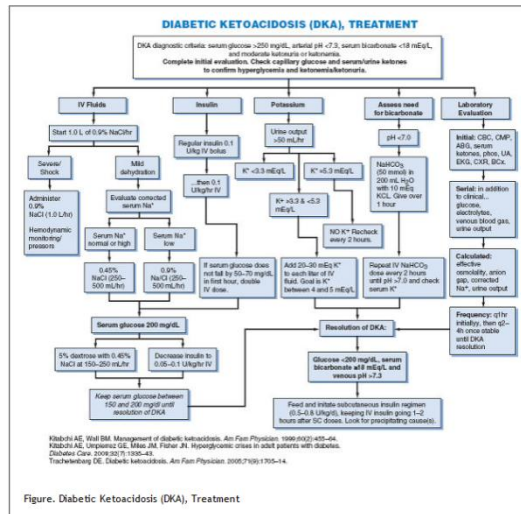 DIABETIC KETOACIDOSIS (DKA), TREATMENT
DKA diagnostic criteria: serum glucose >250 mg/dL, arterial pH <7.3, serum bicarbonate <18 mEq/L,
and moderate ketonuria or ketonemia.
Complete initial evaluation. Check capillary glucose and serum/urine ketones
to confirm hyperglycemia and ketonemia/ketonuria.
IV Fluids
Start 1.0 L of 0.9% NaCl/hr
Severe/
Shock
Administer
0.9%
NaCl (1.0 L/hr)
Hemodynamic
monitoring/
pressors
Mild
dehydration
Evaluate corrected
serum Na⁺
Serum Na⁺
normal or high
Serum Na⁺
low
0.45%
NaCl (250–
500 mL/hr)
0.9%
NaCl (250–
500 mL/hr)
Serum glucose 200 mg/dL
5% dextrose with 0.45%
NaCl at 150–250 mL/hr
Decrease insulin to
0.05–0.1 U/kg/hr IV
Keep serum glucose between
150 and 200 mg/dl until
resolution of DKA
Insulin
Regular insulin 0.1
U/kg IV bolus
...then 0.1
U/kg/hr IV
If serum glucose does
not fall by 50–70 mg/dL
in first hour, double
IV dose.
Potassium
Urine output
>50 mL/hr
K⁺ <3.3 mEq/L
K⁺ >5.3 mEq/L
K⁺ >3.3 & <5.3
mEq/L
NO K⁺ Recheck
every 2 hours.
Add 20–30 mEq K⁺
to each liter of IV
fluid. Goal is K⁺
between 4 and 5 mEq/L
Assess need
for bicarbonate
pH <7.0
NaHCO₃
(50 mmol) in
200 mL H₂O
with 10 mEq
KCL. Give over
1 hour
Repeat IV NaHCO₃
dose every 2 hours
until pH >7.0 and check
serum K⁺
Laboratory
Evaluation
Initial: CBC, CMP,
ABG, serum
ketones, phos, UA,
EKG, CXR, BCx.
Serial: in addition
to clinical...
glucose,
electrolytes,
venous blood gas,
urine output
Calculated:
effective
osmolality, anion
gap, corrected
Na⁺, urine output
Frequency: q1hr
initially, then q2–
4h once stable
until DKA
resolution
Resolution of DKA:
Glucose <200 mg/dL, serum
bicarbonate
mEq/L and
venous pH >7.3
Feed and initiate subcutaneous insulin regimen
(0.5–0.8 U/kg/d), keeping IV insulin going 1–2
hours after SC doses. Look for precipitating cause(s).
Kitabchi AE, Wall BM. Management of diabetic ketoacidosis. Am Fam Physician. 1999;60(2):455–64.
Kitabchi AE, Umpierrez GE, Miles JM, Fisher JN. Hyperglycemic crises in adult patients with diabetes.
Diabetes Care. 2009;32(7):1335–43.
Trachetenbarg DE. Diabetic ketoacidosis. Am Fam Physician. 2005;71(9):1705–14.
Figure. Diabetic Ketoacidosis (DKA), Treatment